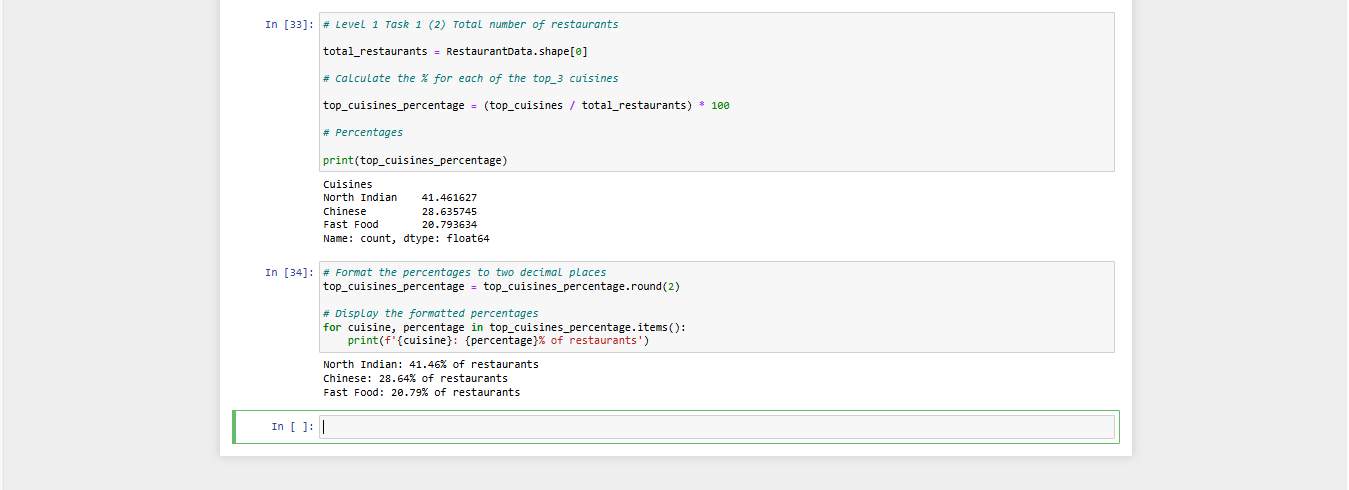 In [33]: # Level 1 Task 1 (2) Total number of restaurants
total_restaurants = RestaurantData.shape[0]
# Calculate the % for each of the top_3 cuisines
top_cuisines_percentage = (top_cuisines / total_restaurants) * 100
# Percentages
print(top_cuisines_percentage)
Cuisines
North Indian    41.461627
Chinese         28.635745
Fast Food       20.793634
Name: count, dtype: float64
In [34]: # Format the percentages to two decimal places
top_cuisines_percentage = top_cuisines_percentage.round(2)
# Display the formatted percentages
for cuisine, percentage in top_cuisines_percentage.items():
    print(f'{cuisine}: {percentage}% of restaurants')
North Indian: 41.46% of restaurants
Chinese: 28.64% of restaurants
Fast Food: 20.79% of restaurants
In [ ]: